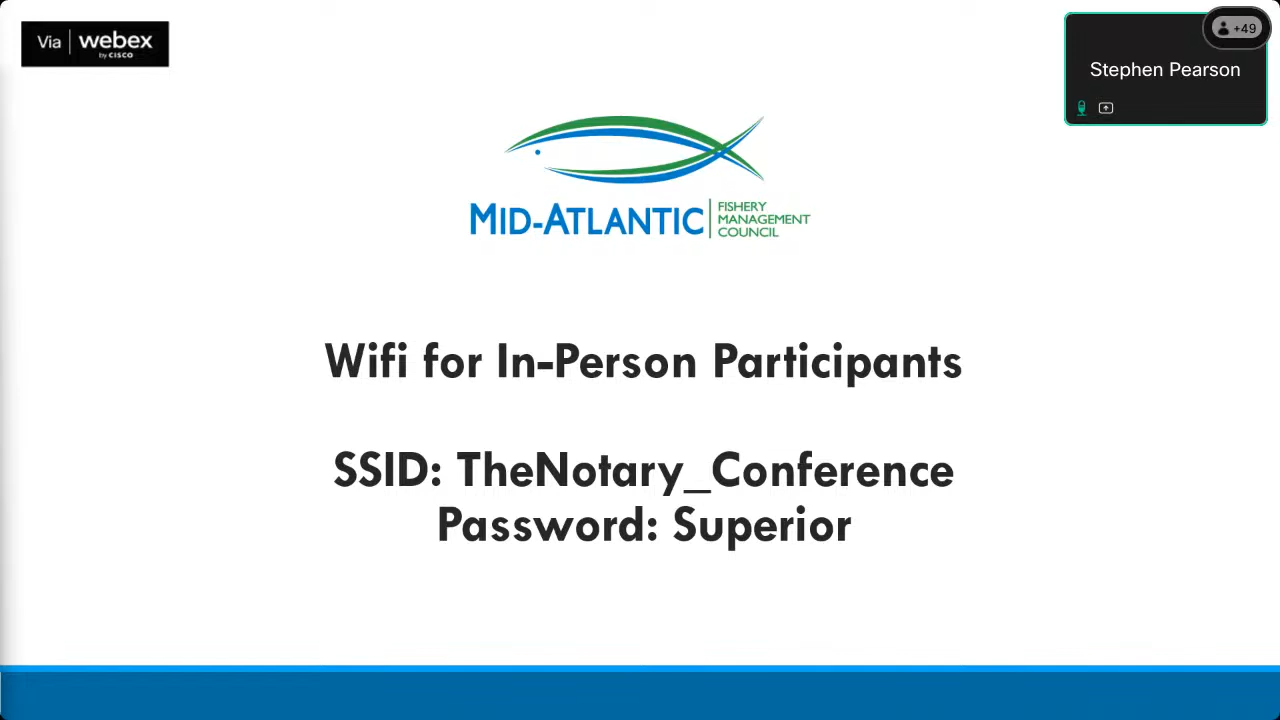 Via webex
by CISCO
+49
Stephen Pearson
MID-ATLANTIC
FISHERY
MANAGEMENT
COUNCIL
Wifi for In-Person Participants
SSID: TheNotary_Conference
Password: Superior